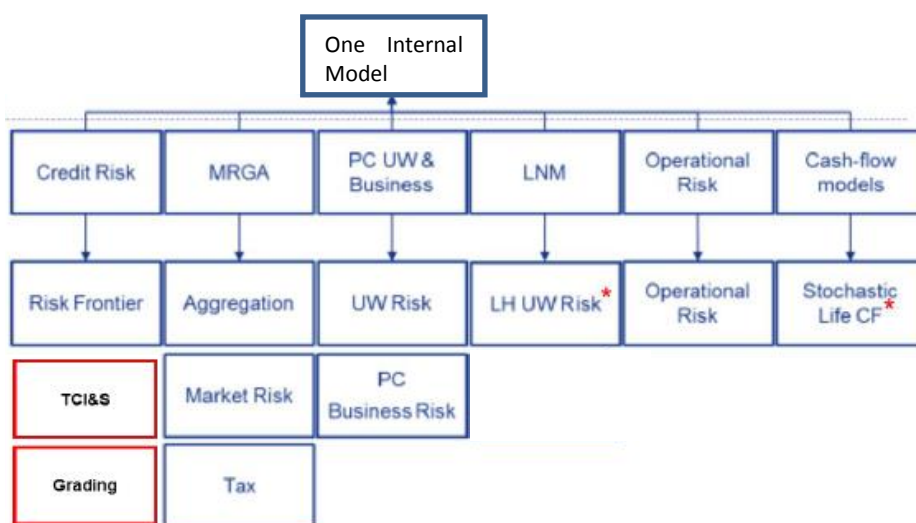 One Internal
Model
Credit Risk
MRGA
PC UW &
Business
LNM
Operational
Risk
Cash-flow
models
Risk Frontier
Aggregation
UW Risk
LH UW Risk*
Operational
Risk
Stochastic
Life CF*
TCI&S
Market Risk
PC
Business Risk
Grading
Tax